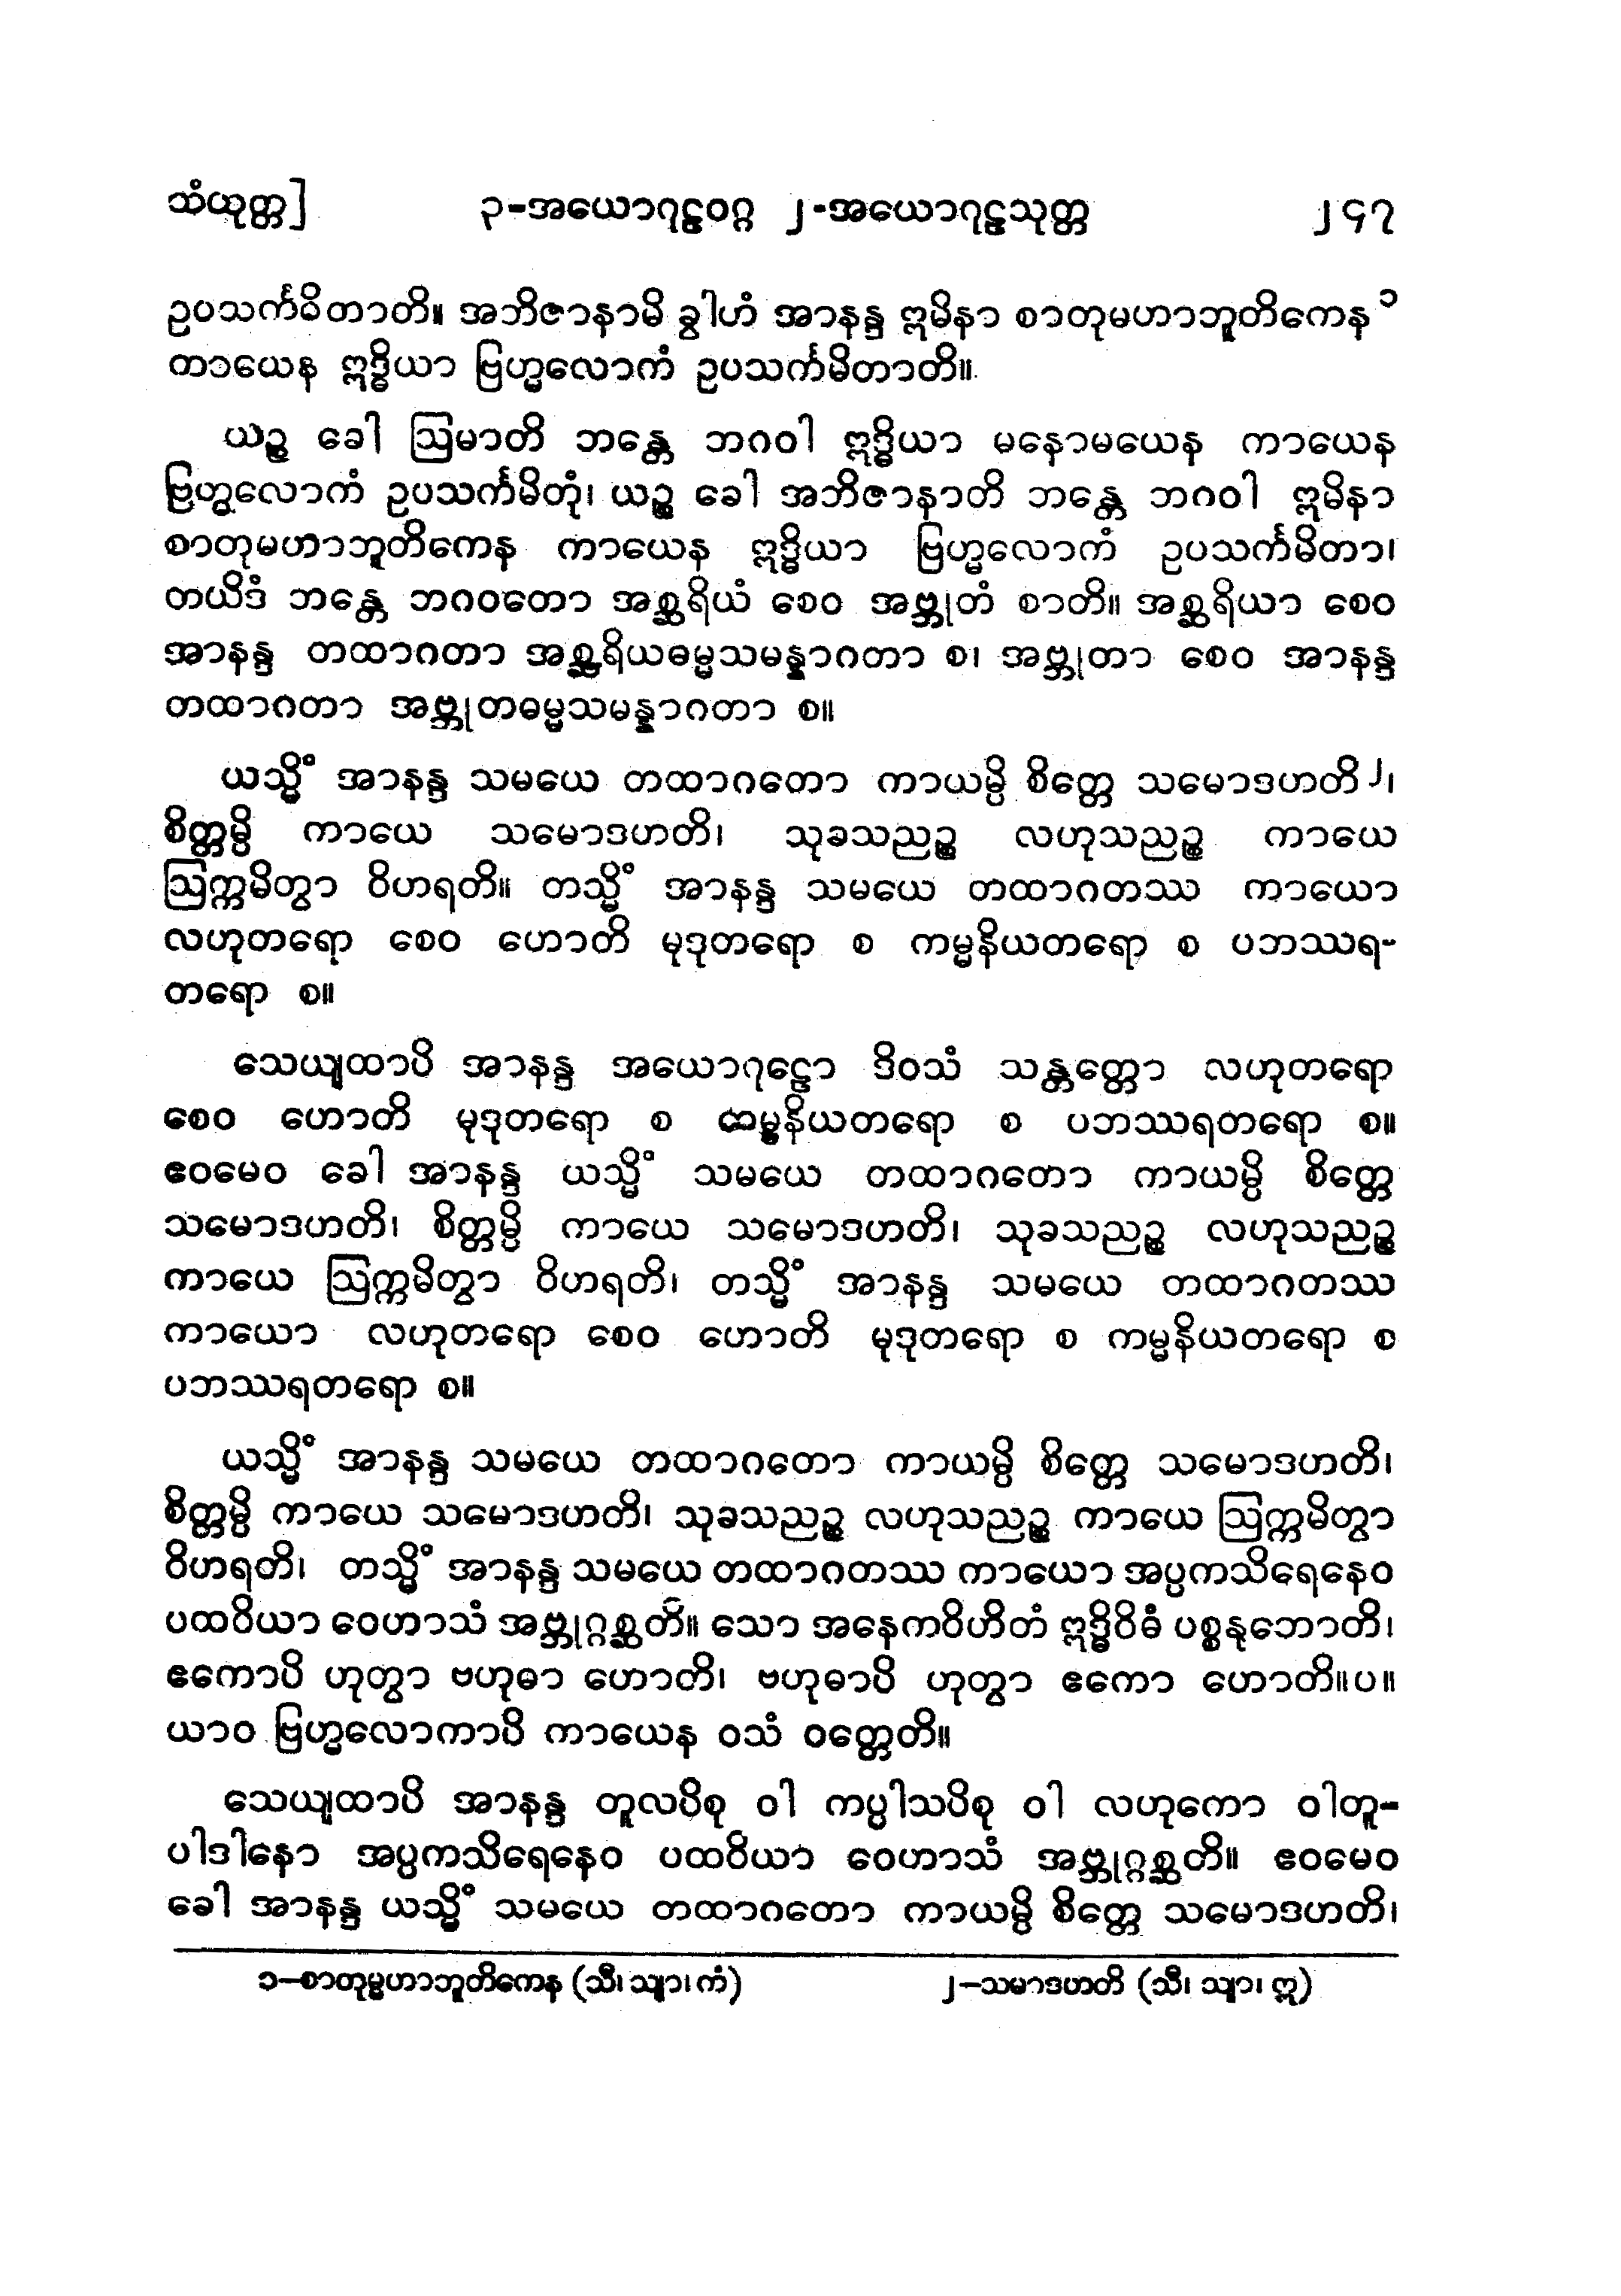 သံယုတ္တ] ၃-အယောဂုဠဝဂ္ဂ ၂-အယောဂုဠသုတ္တ ၂၄၇
ဥပသင်္ကမိတာတိ။ အဘိဇာနာမိ ခွါဟံ အာနန္ဒ ဣမိနာ စာတုမဟာဘူတိကေန ၁
ကာယေန ဣဒ္ဓိယာ ဗြဟ္မလောကံ ဥပသင်္ကမိတာတိ။
ယဉ္စ ခေါ ဩမာတိ ဘန္တေ ဘဂဝါ ဣဒ္ဓိယာ မနောမယေန ကာယေန
ဗြဟ္မလောကံ ဥပသင်္ကမိတုံ၊ ယဉ္စ ခေါ အဘိဇာနာတိ ဘန္တေ ဘဂဝါ ဣမိနာ
စာတုမဟာဘူတိကေန ကာယေန ဣဒ္ဓိယာ ဗြဟ္မလောကံ ဥပသင်္ကမိတာ၊
တယိဒံ ဘန္တေ ဘဂဝတော အစ္ဆရိယံ စေဝ အဗ္ဘုတံ စာတိ။ အစ္ဆရိယာ စေဝ
အာနန္ဒ တထာဂတာ အစ္ဆရိယဓမ္မသမန္နာဂတာ စ၊ အဗ္ဘုတာ စေဝ အာနန္ဒ
တထာဂတာ အဗ္ဘုတဓမ္မသမန္နာဂတာ စ။
ယသ္မိံ အာနန္ဒ သမယေ တထာဂတော ကာယမ္ပိ စိတ္တေ သမောဒဟတိ ၂၊
စိတ္တမ္ပိ ကာယေ သမောဒဟတိ၊ သုခသညဉ္စ လဟုသညဉ္စ ကာယေ
ဩက္ကမိတွာ ဝိဟရတိ။ တသ္မိံ အာနန္ဒ သမယေ တထာဂတဿ ကာယော
လဟုတရော စေဝ ဟောတိ မုဒုတရော စ ကမ္မနိယတရော စ ပဘဿရ-
တရော စ။
သေယျထာပိ အာနန္ဒ အယောဂုဠော ဒိဝသံ သန္တတ္တော လဟုတရော
စေဝ ဟောတိ မုဒုတရော စ ကမ္မနိယတရော စ ပဘဿရတရော စ။
ဧဝမေဝ ခေါ အာနန္ဒ ယသ္မိံ သမယေ တထာဂတော ကာယမ္ပိ စိတ္တေ
သမောဒဟတိ၊ စိတ္တမ္ပိ ကာယေ သမောဒဟတိ၊ သုခသညဉ္စ လဟုသညဉ္စ
ကာယေ ဩက္ကမိတွာ ဝိဟရတိ၊ တသ္မိံ အာနန္ဒ သမယေ တထာဂတဿ
ကာယော လဟုတရော စေဝ ဟောတိ မုဒုတရော စ ကမ္မနိယတရော စ
ပဘဿရတရော စ။
ယသ္မိံ အာနန္ဒ သမယေ တထာဂတော ကာယမ္ပိ စိတ္တေ သမောဒဟတိ၊
စိတ္တမ္ပိ ကာယေ သမောဒဟတိ၊ သုခသညဉ္စ လဟုသညဉ္စ ကာယေ ဩက္ကမိတွာ
ဝိဟရတိ၊ တသ္မိံ အာနန္ဒ သမယေ တထာဂတဿ ကာယော အပ္ပကသိရေနေဝ
ပထဝိယာ ဝေဟာသံ အဗ္ဘုဂ္ဂစ္ဆတိ။ သော အနေကဝိဟိတံ ဣဒ္ဓိဝိဓံ ပစ္စနုဘောတိ၊
ဧကောပိ ဟုတွာ ဗဟုဓာ ဟောတိ၊ ဗဟုဓာပိ ဟုတွာ ဧကော ဟောတိ။ပ။
ယာဝ ဗြဟ္မလောကာပိ ကာယေန ဝသံ ဝတ္တေတိ။
သေယျထာပိ အာနန္ဒ တူလပိစု ဝါ ကပ္ပါသပိစု ဝါ လဟုကော ဝါတူ-
ပါဒါနော အပ္ပကသိရေနေဝ ပထဝိယာ ဝေဟာသံ အဗ္ဘုဂ္ဂစ္ဆတိ။ ဧဝမေဝ
ခေါ အာနန္ဒ ယသ္မိံ သမယေ တထာဂတော ကာယမ္ပိ စိတ္တေ သမောဒဟတိ၊
၁–စာတုမ္မဟာဘူတိကေန (သီ၊ သျာ၊ ကံ) ၂–သမာဒဟတိ (သီ၊ သျာ၊ ဣ)